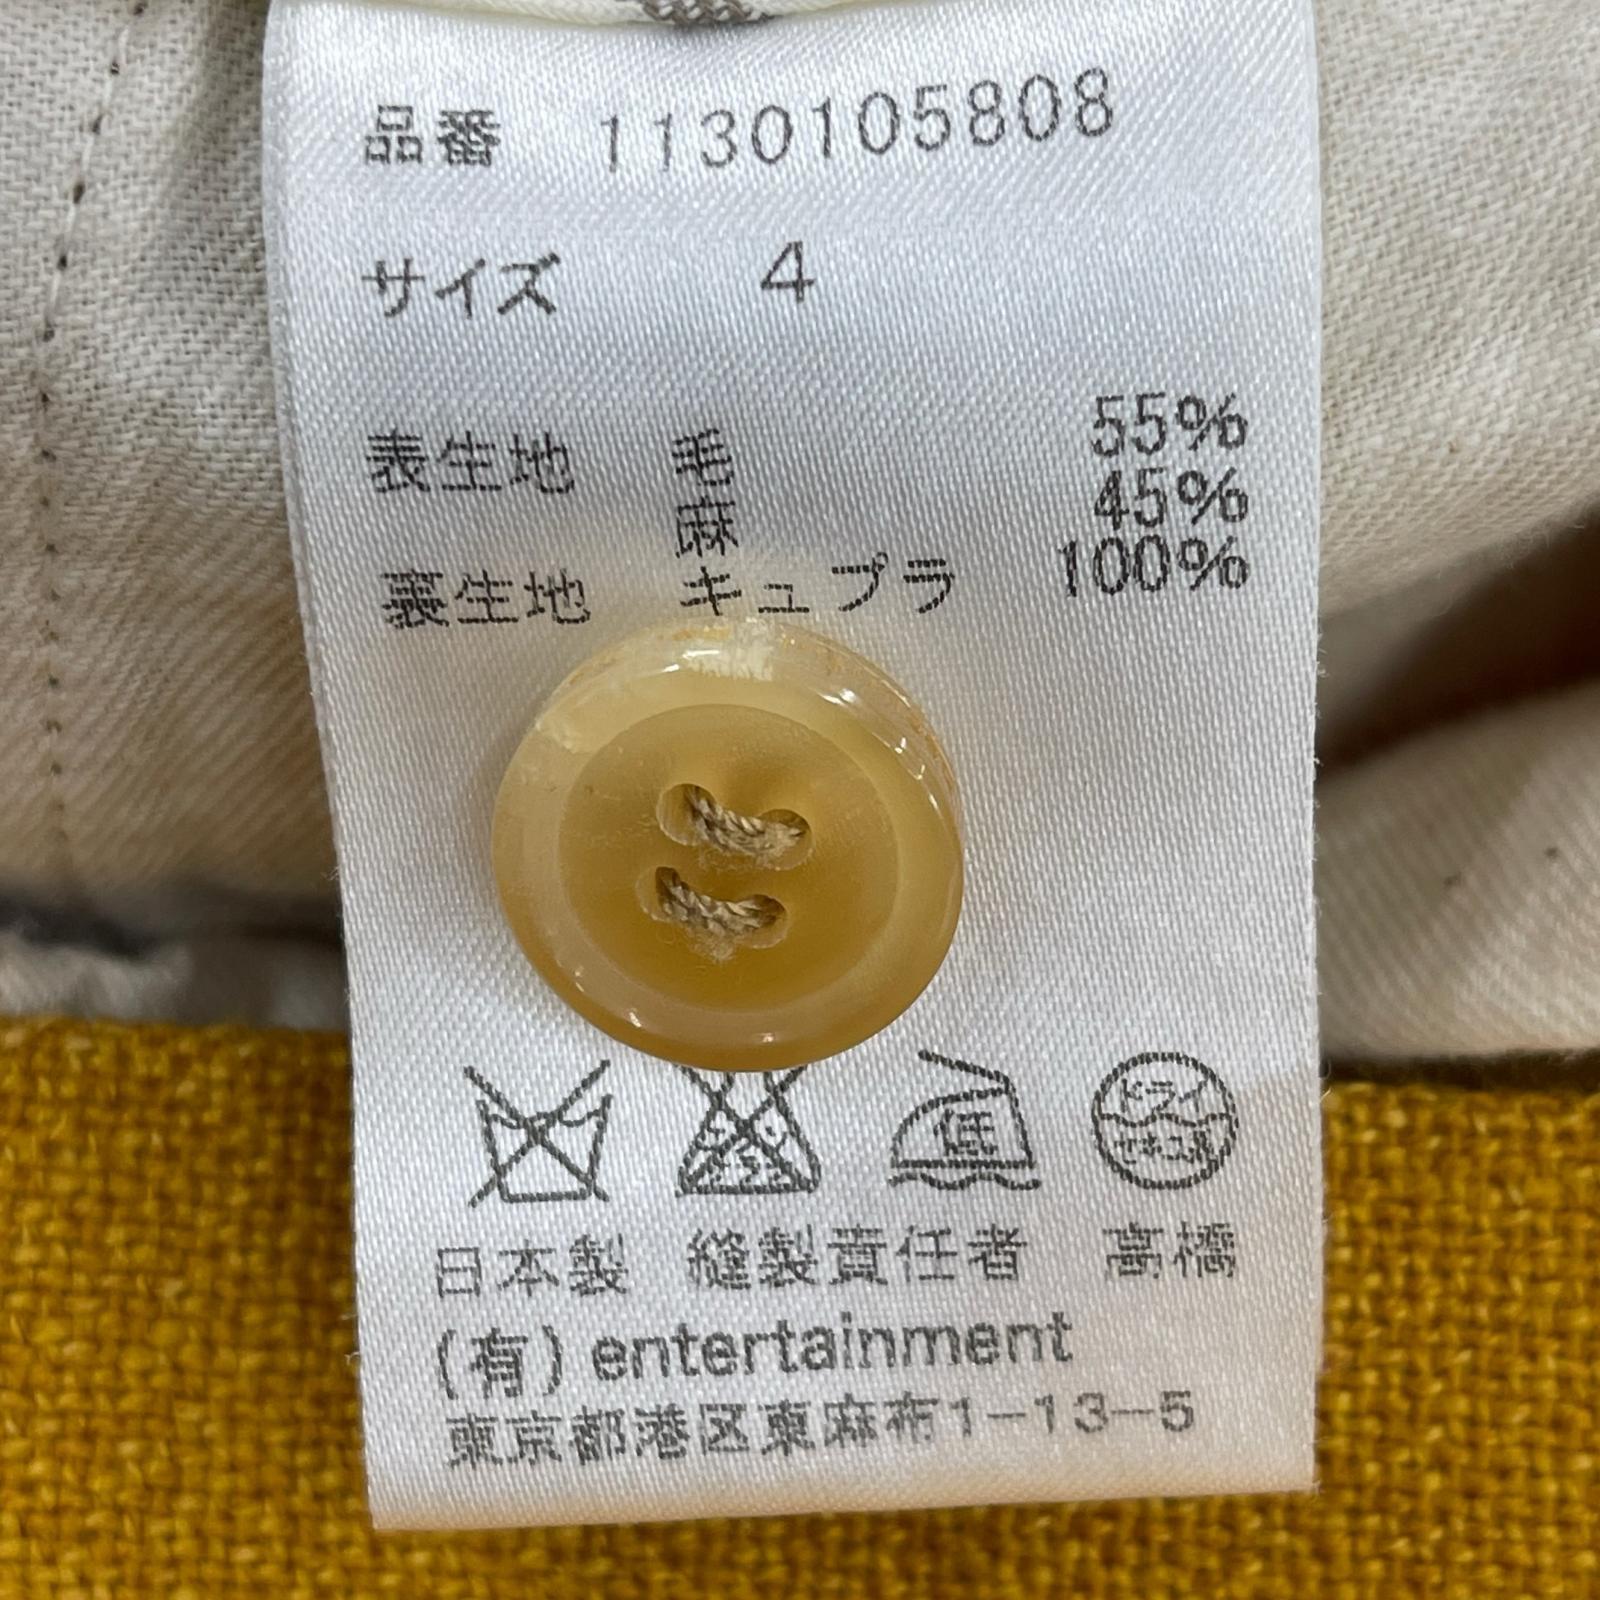 品番 1130105808
サイズ 4
表生地 毛 55%
麻 45%
裏生地 キュプラ 100%
低 ドライ
日本製 縫製責任者 高橋
(有) entertainment
東京都港区東麻布1-13-5